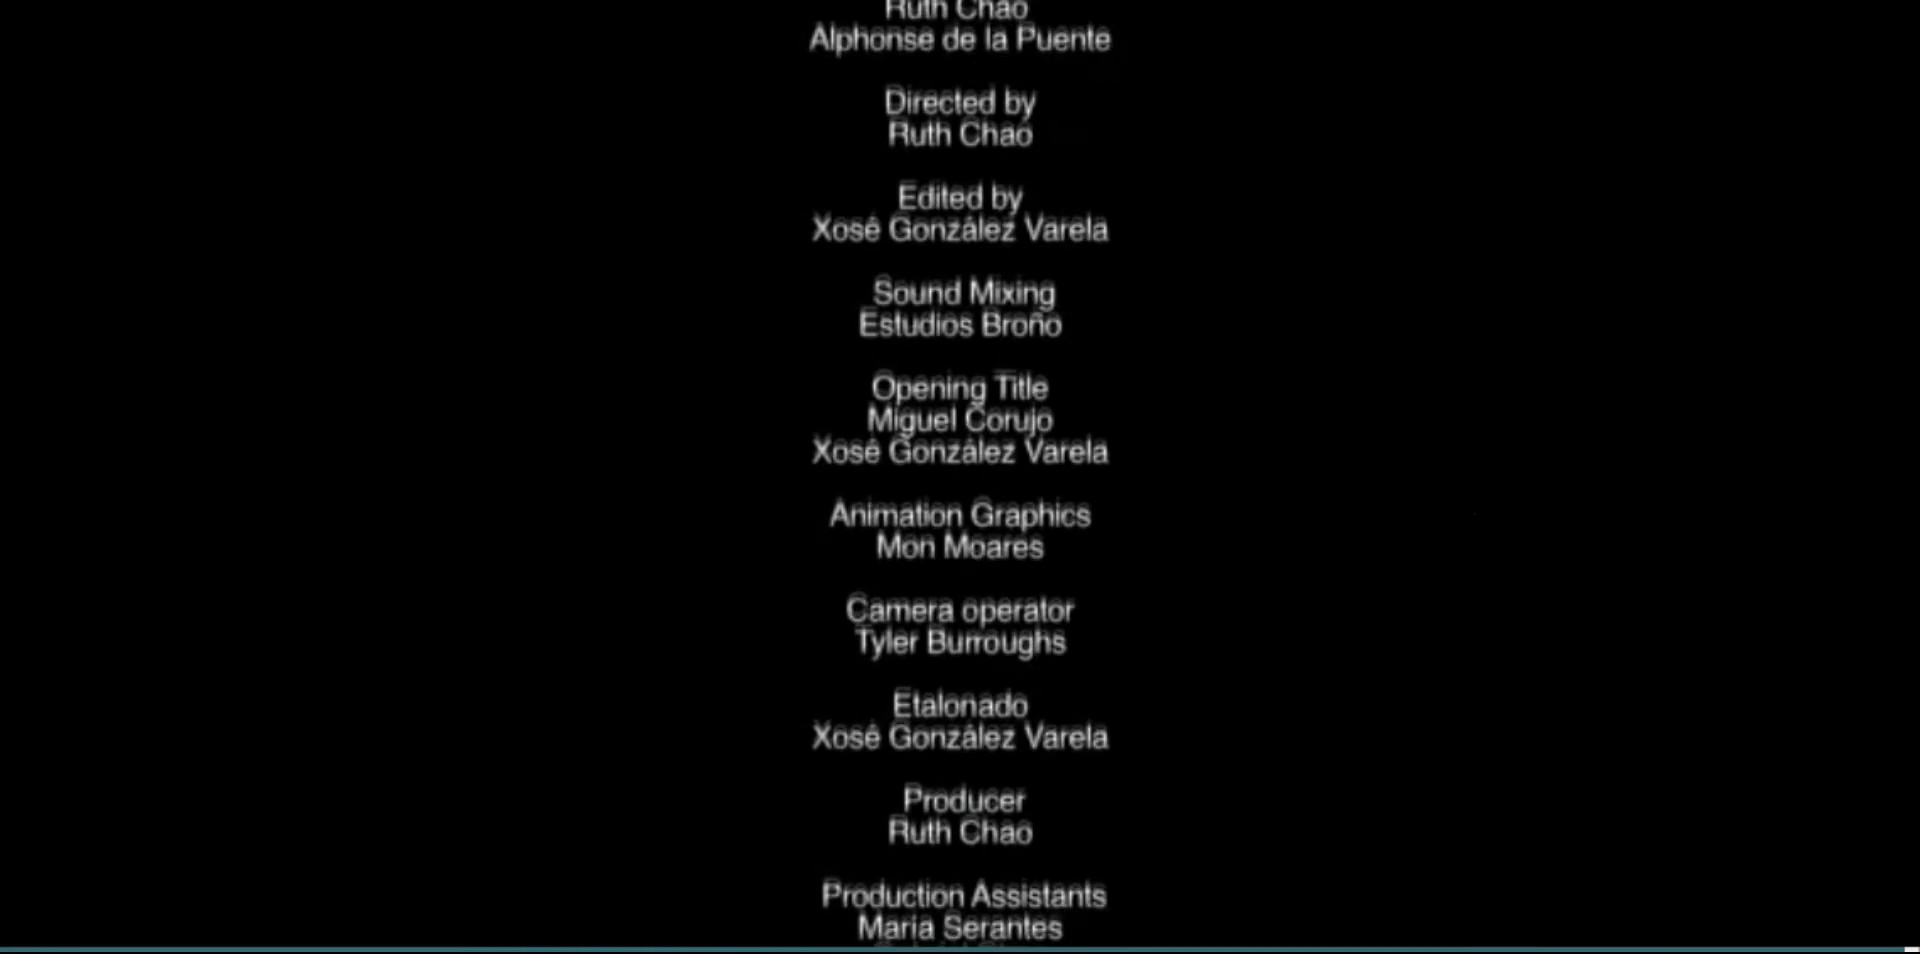 Ruth Chao
Alphonse de la Puente
Directed by
Ruth Chao
Edited by
Xosé González Varela
Sound Mixing
Estudios Broño
Opening Title
Miguel Corujo
Xosé González Varela
Animation Graphics
Mon Moares
Camera operator
Tyler Burroughs
Etalonado
Xosé González Varela
Producer
Ruth Chao
Production Assistants
María Serantes